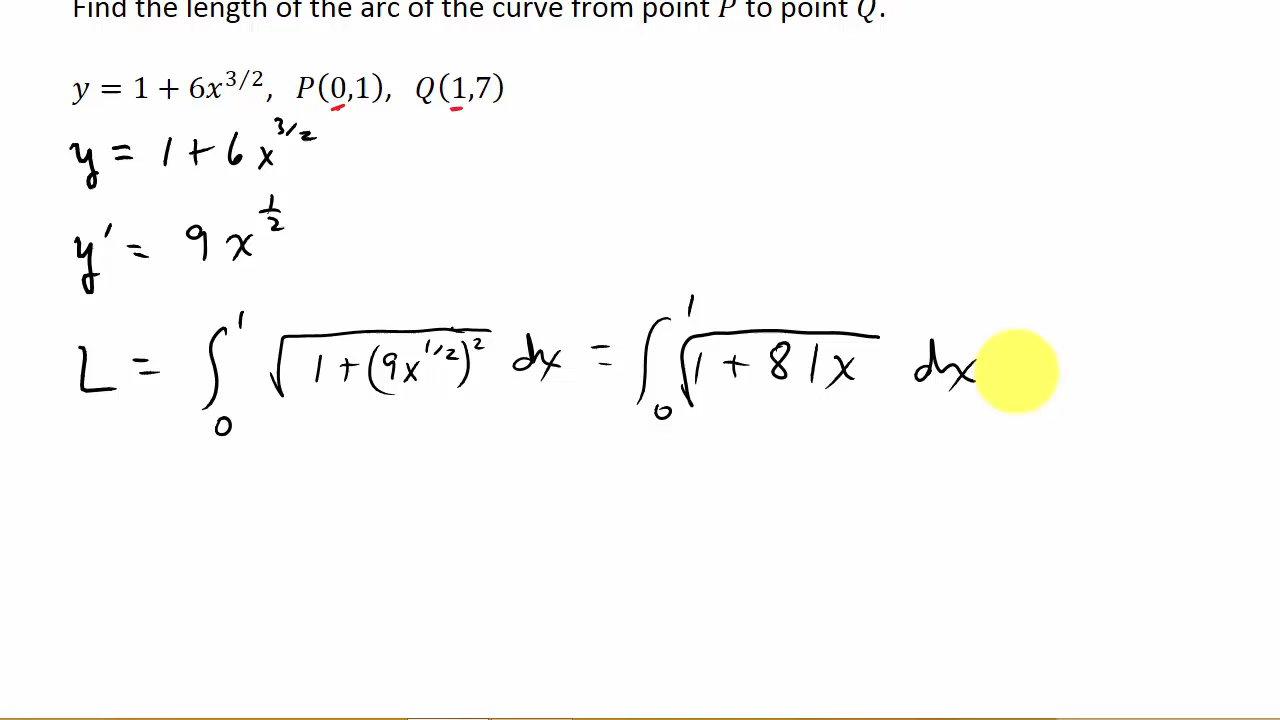 Find the length of the arc of the curve from point P to point Q.
y = 1 + 6x^{3/2},  P(0,1),  Q(1,7)
y = 1 + 6x^{3/2}
y' = 9x^{1/2}
L = ∫_0^1 √(1+(9x^{1/2})^2) dx = ∫_0^1 √(1 + 81x) dx